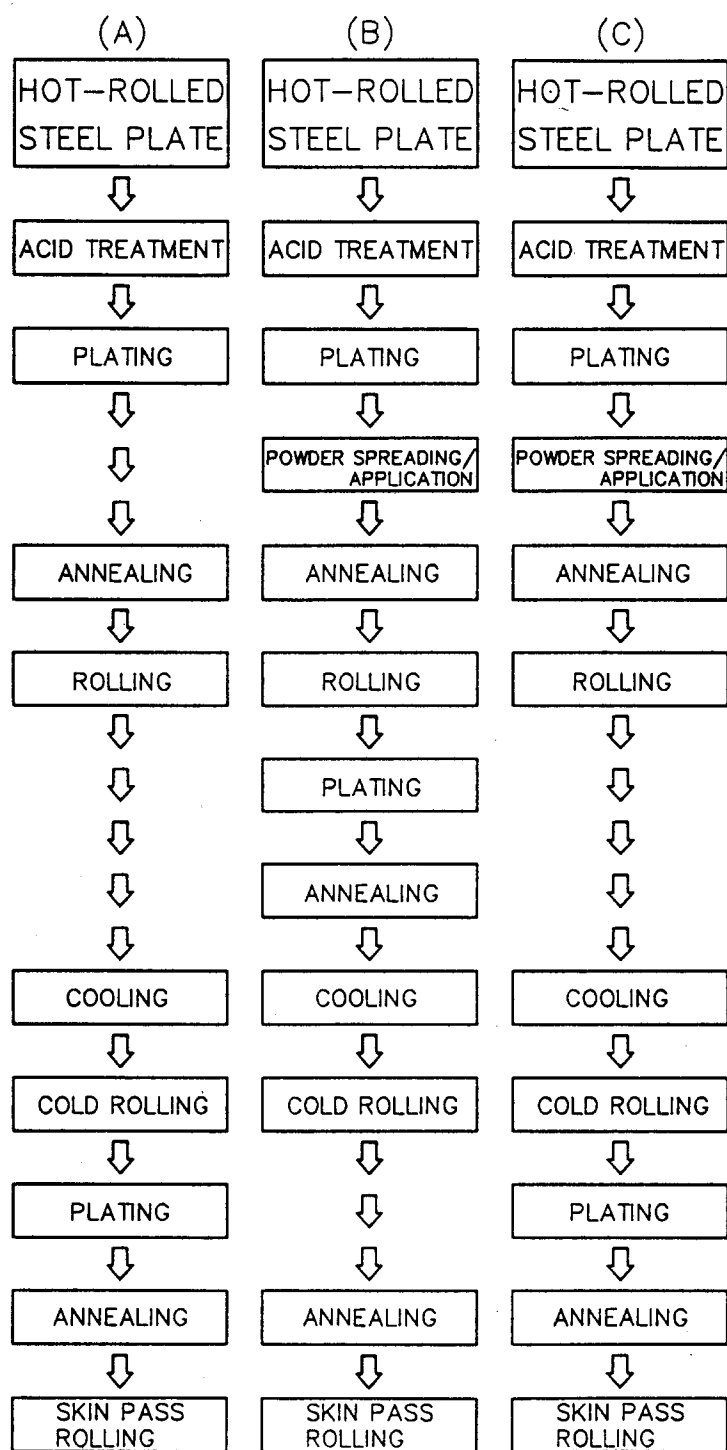 (A)
HOT-ROLLED
STEEL PLATE
ACID TREATMENT
PLATING
ANNEALING
ROLLING
COOLING
COLD ROLLING
PLATING
ANNEALING
SKIN PASS
ROLLING
(B)
HOT-ROLLED
STEEL PLATE
ACID TREATMENT
PLATING
POWDER SPREADING/
APPLICATION
ANNEALING
ROLLING
PLATING
ANNEALING
COOLING
COLD ROLLING
ANNEALING
SKIN PASS
ROLLING
(C)
HOT-ROLLED
STEEL PLATE
ACID TREATMENT
PLATING
POWDER SPREADING/
APPLICATION
ANNEALING
ROLLING
COOLING
COLD ROLLING
PLATING
ANNEALING
SKIN PASS
ROLLING